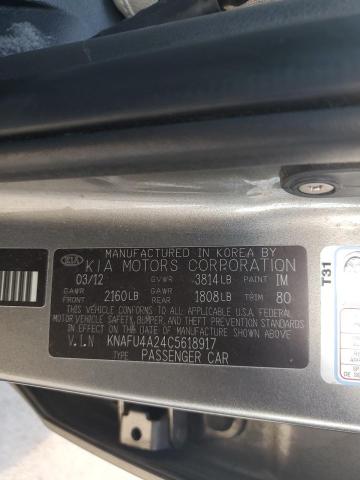 MANUFACTURED IN KOREA BY
KIA KIA MOTORS CORPORATION
03/12 GVWR 3814LB PAINT IM
GAWR FRONT 2160LB GAWR 1808LB TRIM 80
THIS VEHICLE CONFORMS TO ALL APPLICABLE U.S.A FEDERAL
MOTOR VEHICLE SAFETY, BUMPER, AND THEFT PREVENTION
STANDARDS IN EFFECT ON THE DATE OF MANUFACTURE SHOWN ABOVE
V.I.N KNAFU4A24C5618917
TYPE PASSENGER CAR
T31